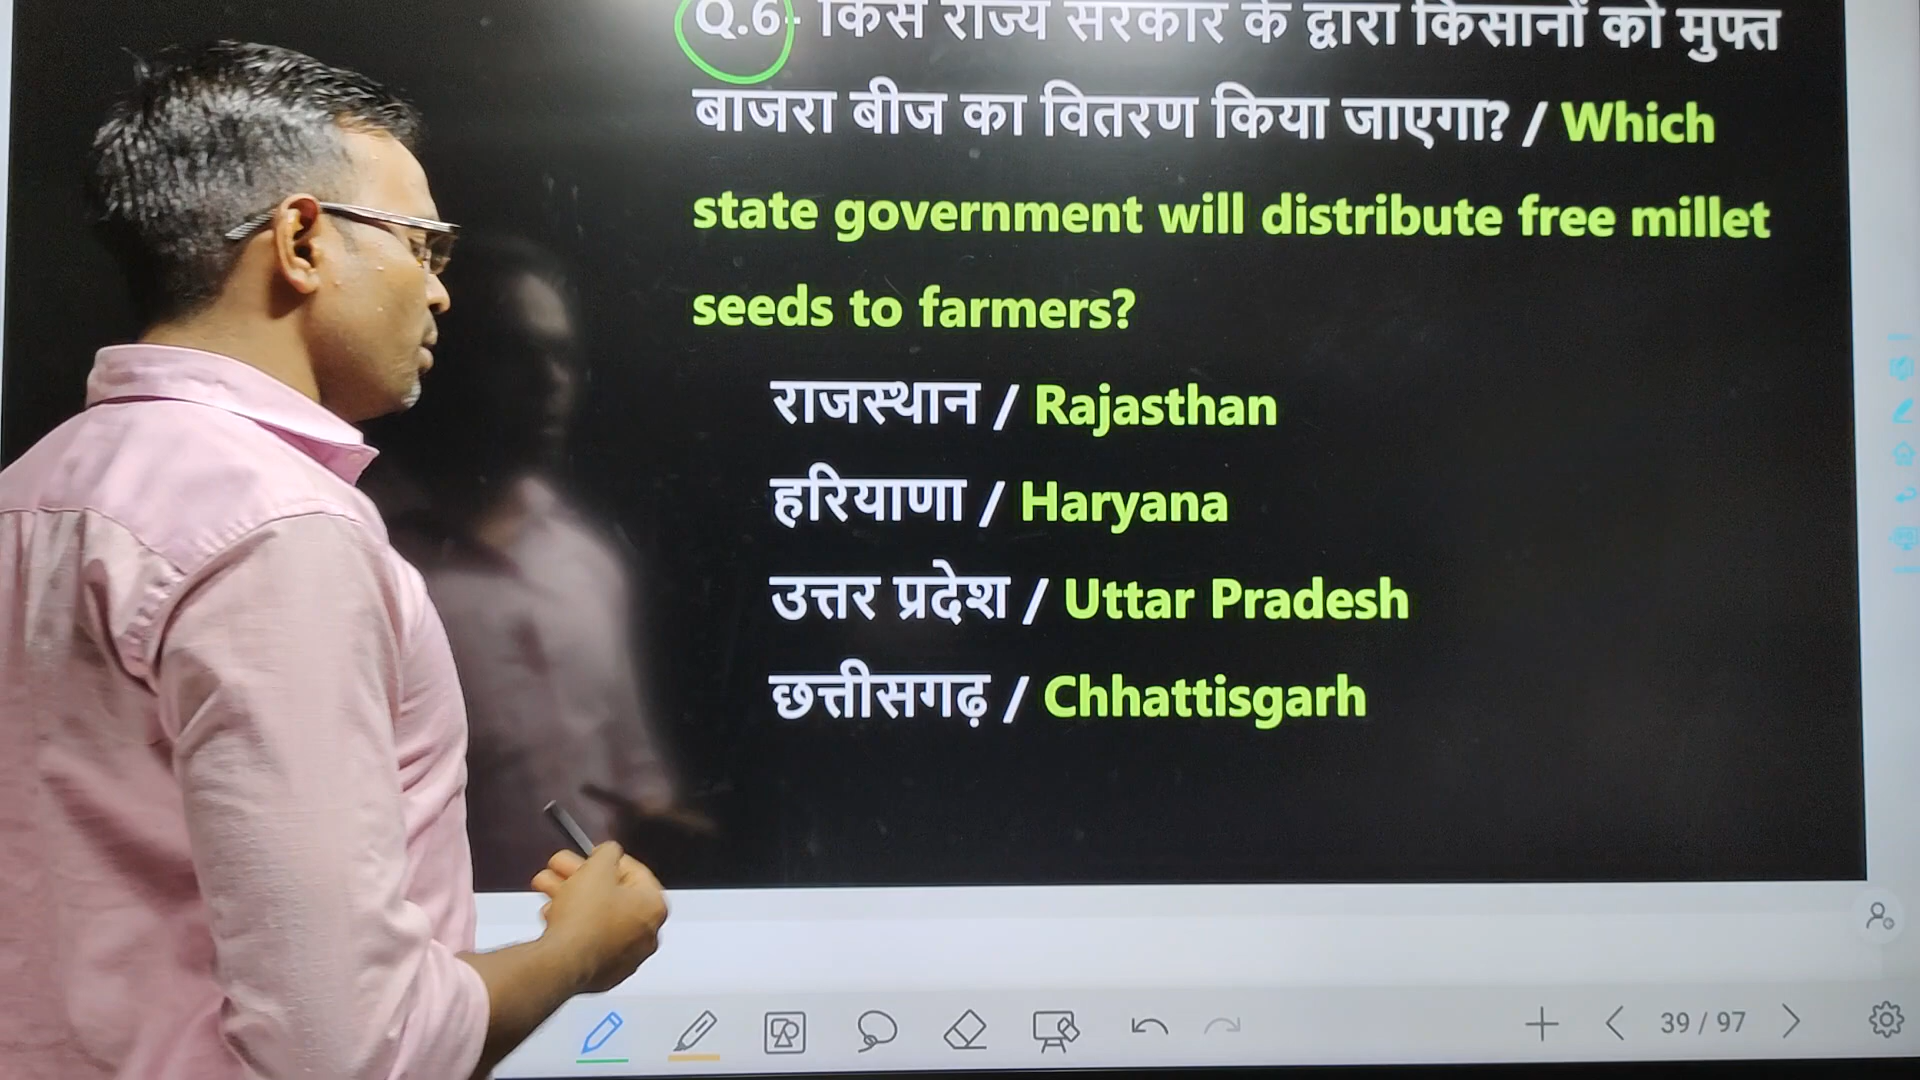 Q.6- किस राज्य सरकार के द्वारा किसानों को मुफ्त
बाजरा बीज का वितरण किया जाएगा? / Which
state government will distribute free millet
seeds to farmers?
राजस्थान / Rajasthan
हरियाणा / Haryana
उत्तर प्रदेश / Uttar Pradesh
छत्तीसगढ़ / Chhattisgarh
39 / 97